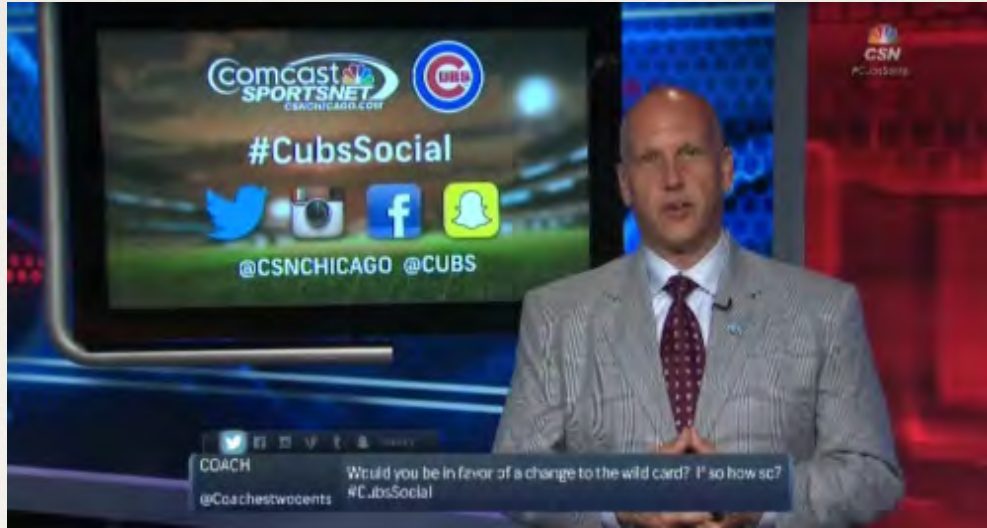 comcast
SPORTSNET
CSNCHICAGO.COM
CUBS
#CubsSocial
@CSNCHICAGO @CUBS
CSN
#CubsSocial
COACH
@Coachestwocents
Would you be in favor of a change to the wild card? If so how so?
#CubsSocial